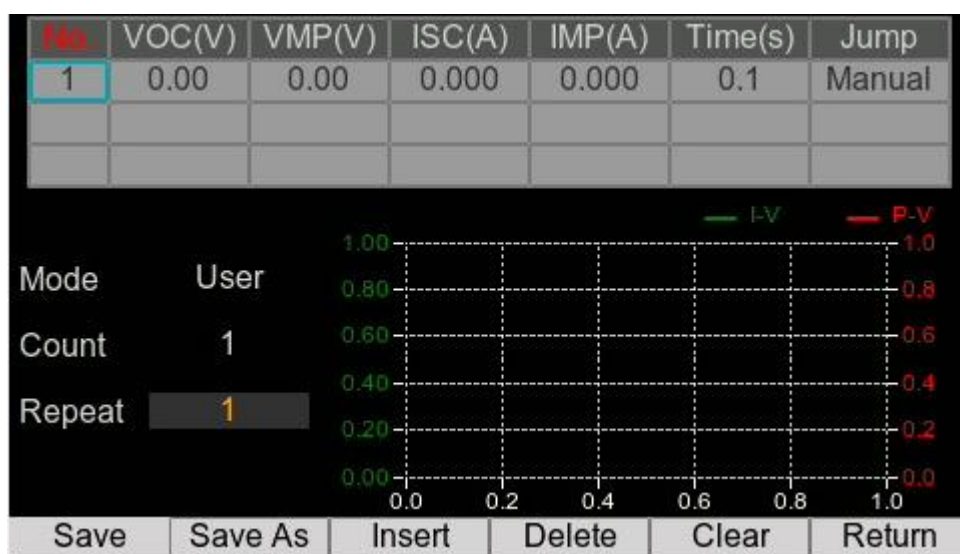 No. VOC(V) VMP(V) ISC(A) IMP(A) Time(s) Jump
1 0.00 0.00 0.000 0.000 0.1 Manual
I-V P-V
1.00 1.0
Mode User 0.80 0.8
Count 1 0.60 0.6
0.40 0.4
Repeat 1
0.20 0.2
0.00 0.0
0.0 0.2 0.4 0.6 0.8 1.0
Save Save As Insert Delete Clear Return